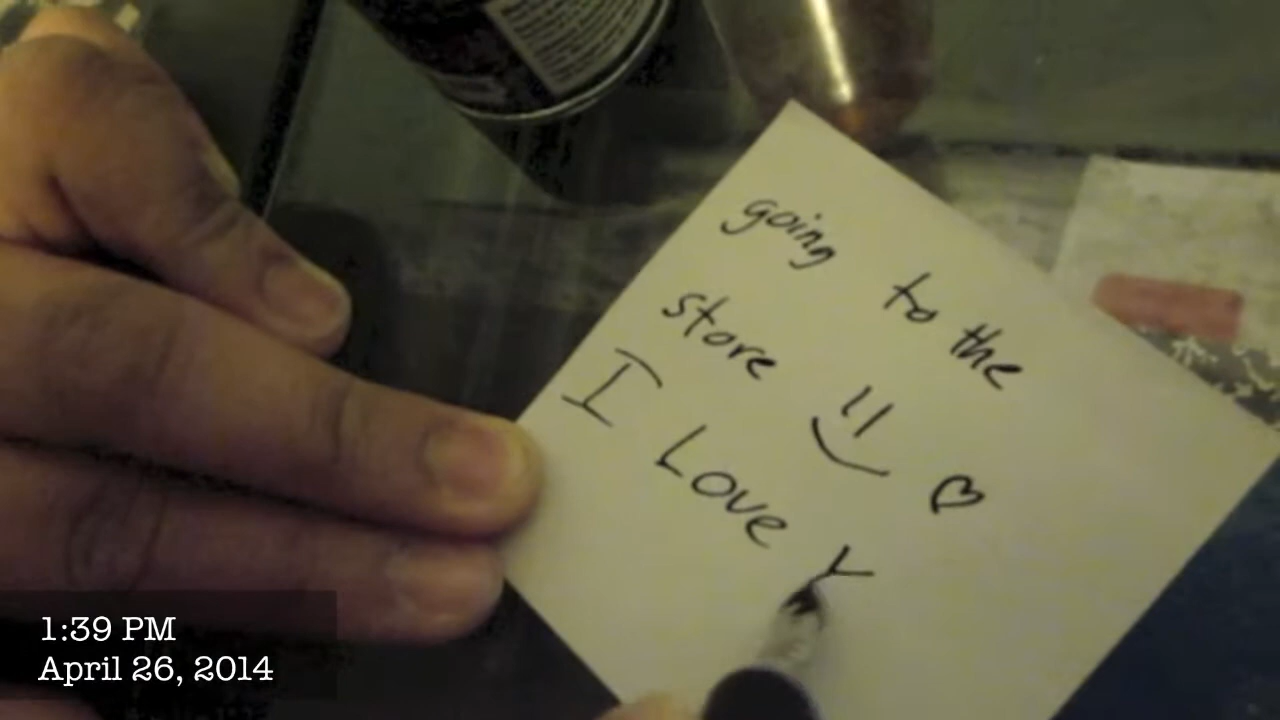 going to the
store =) ♡
I Love Y
1:39 PM
April 26, 2014